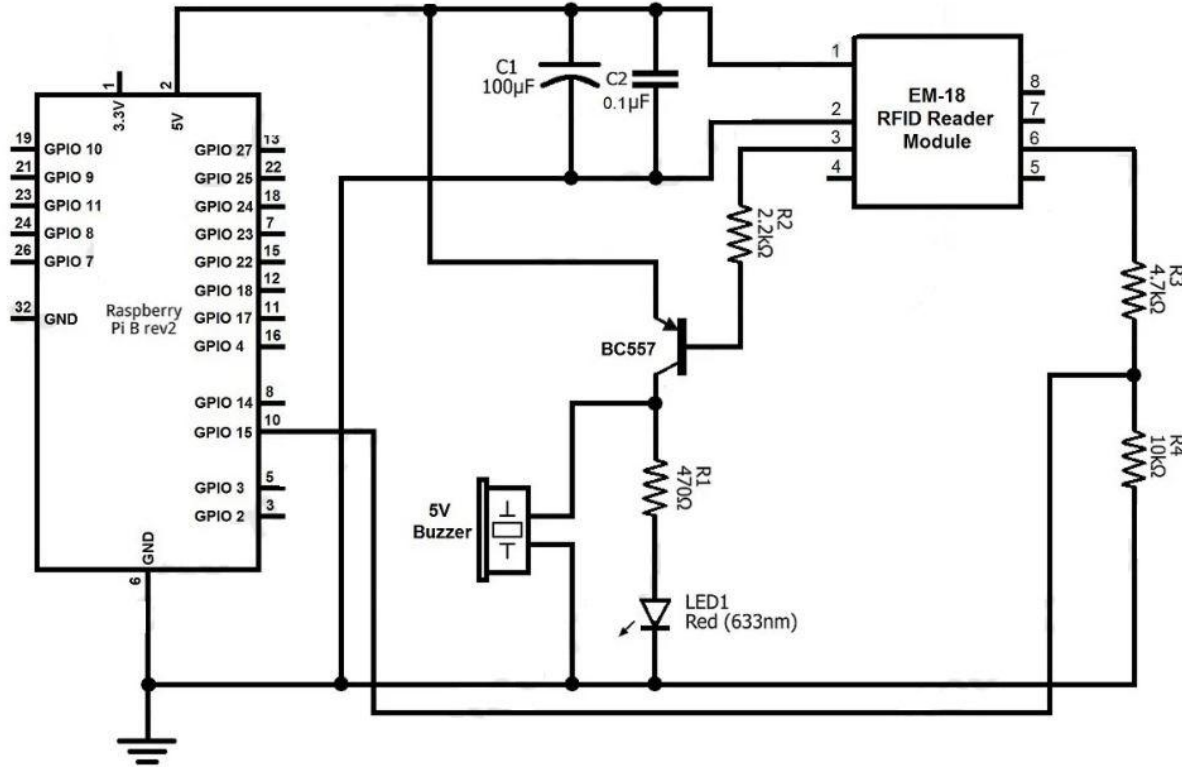 1
3.3V
2
5V
19
GPIO 10
21
GPIO 9
23
GPIO 11
24
GPIO 8
26
GPIO 7
32
GND
Raspberry
Pi B rev2
GPIO 27
13
GPIO 25
22
GPIO 24
18
GPIO 23
7
GPIO 22
15
GPIO 18
12
GPIO 17
11
GPIO 4
16
GPIO 14
8
GPIO 15
10
GPIO 3
5
GPIO 2
3
GND
6
C1
100μF
C2
0.1μF
1
2
3
4
EM-18
RFID Reader
Module
8
7
6
5
R2
2.2kΩ
R3
4.7kΩ
BC557
R4
10kΩ
R1
470Ω
5V
Buzzer
LED1
Red (633nm)